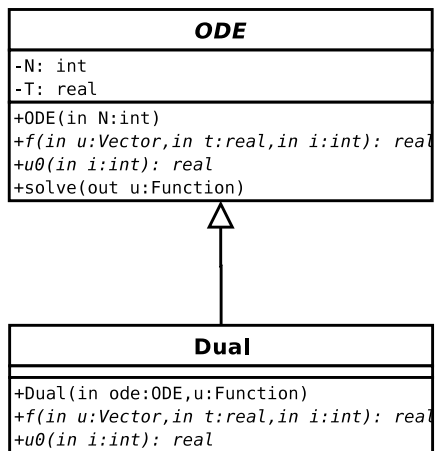 ODE
-N: int
-T: real
+ODE(in N:int)
+f(in u:Vector,in t:real,in i:int): real
+u0(in i:int): real
+solve(out u:Function)
Dual
+Dual(in ode:ODE,u:Function)
+f(in u:Vector,in t:real,in i:int): real
+u0(in i:int): real